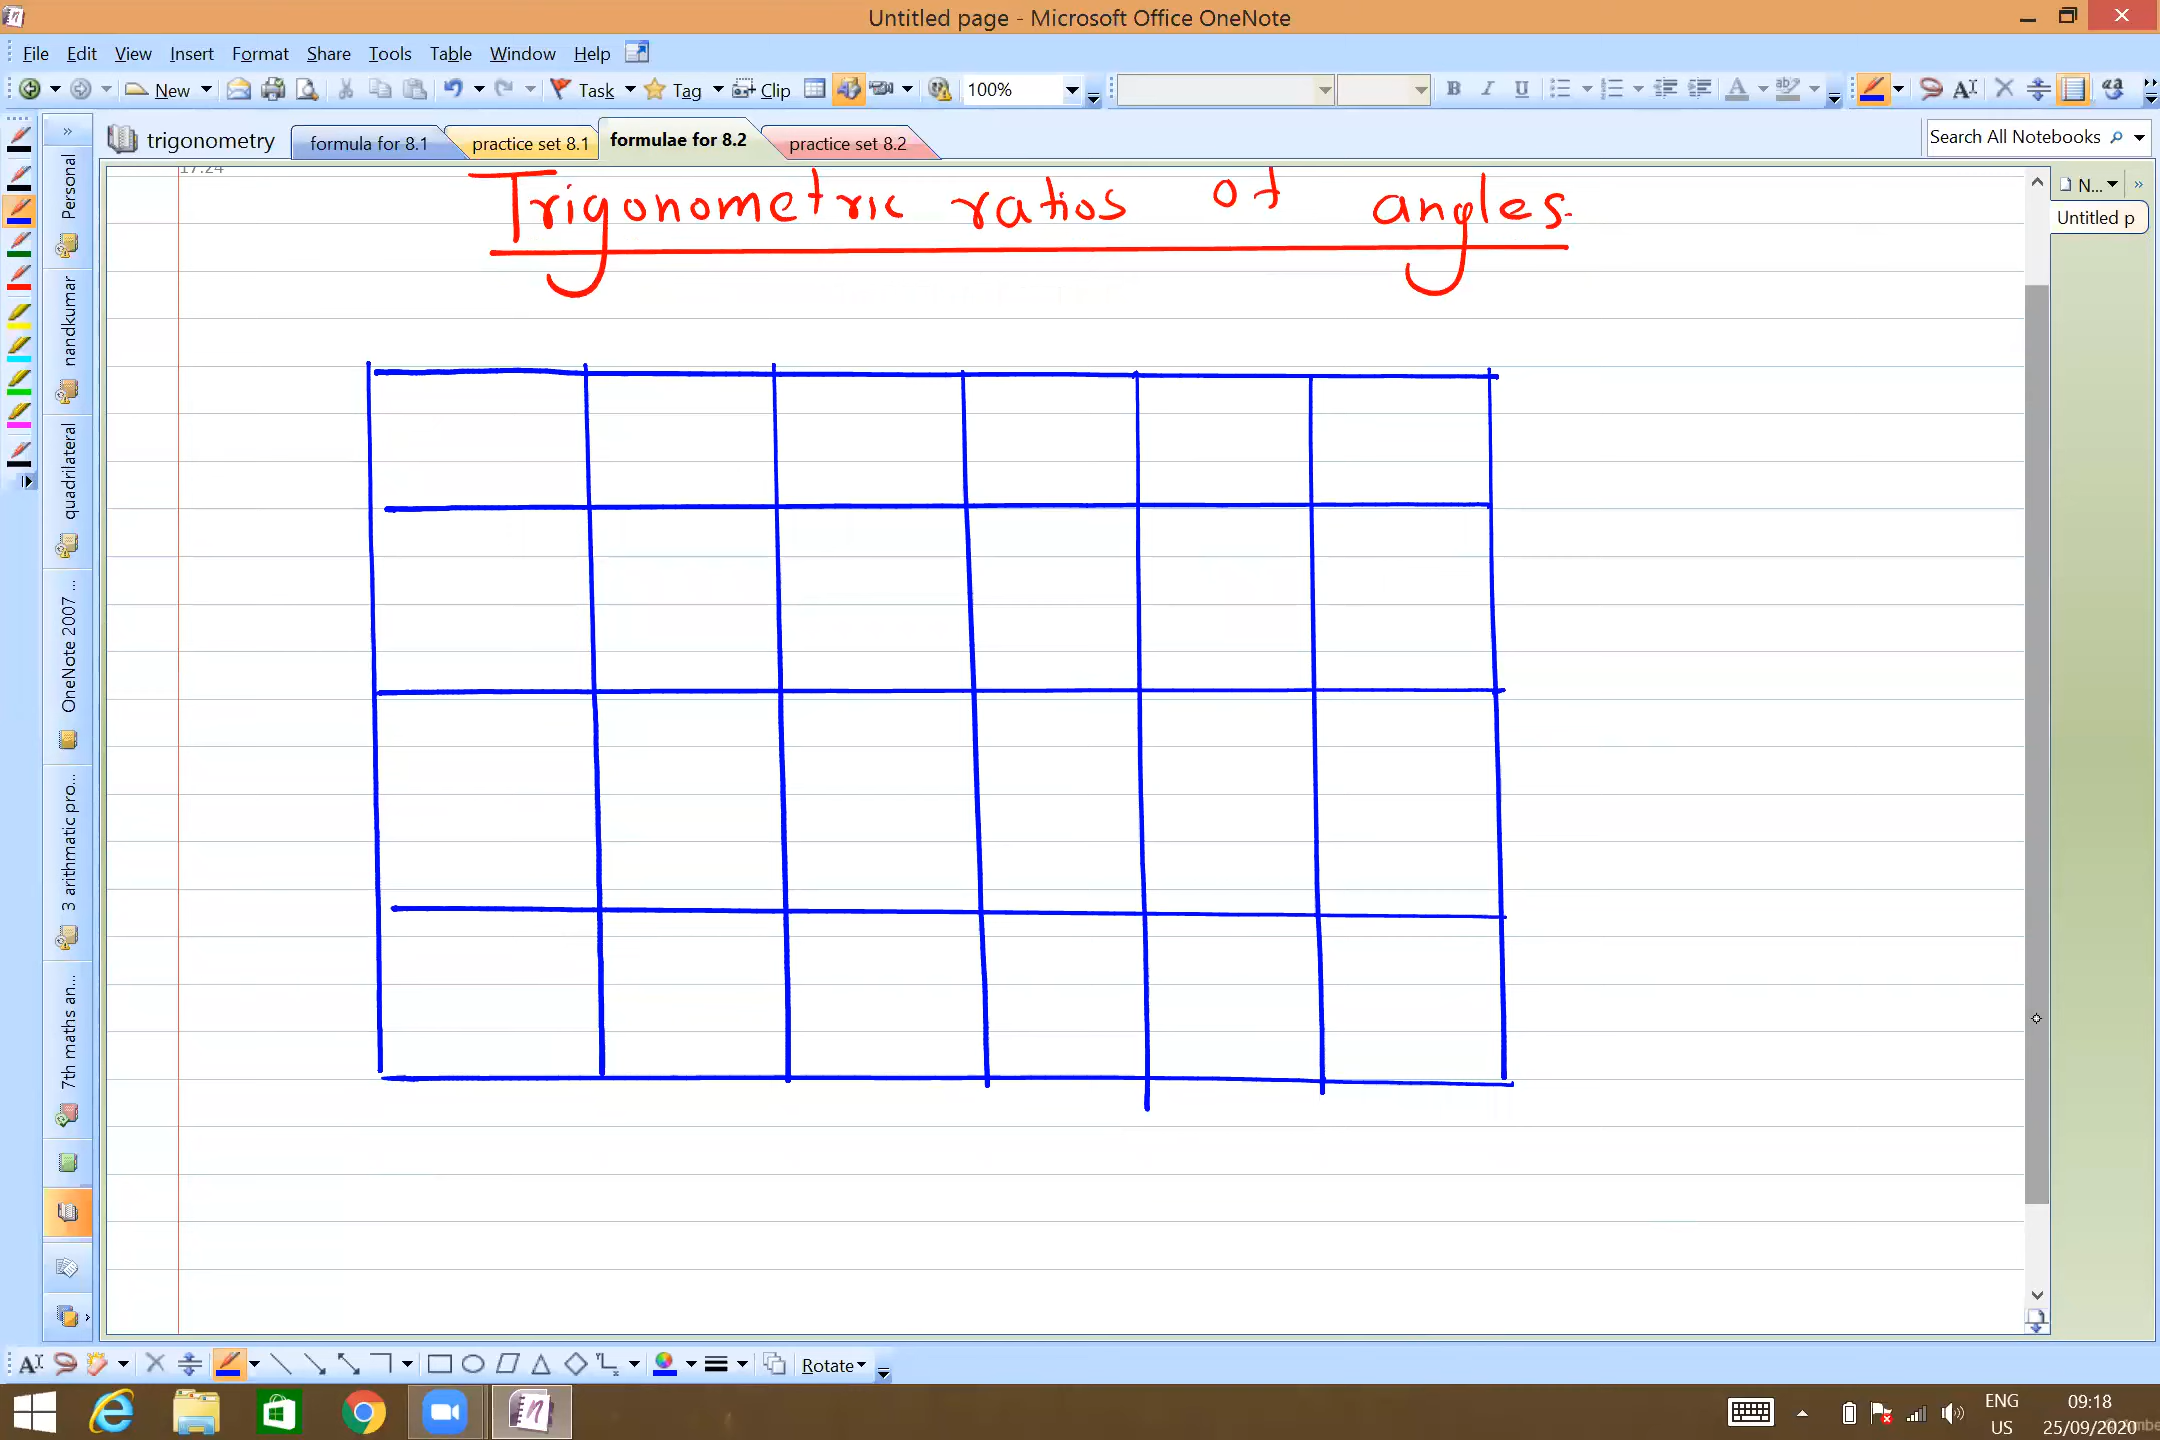 Untitled page - Microsoft Office OneNote
File Edit View Insert Format Share Tools Table Window Help
New Task Tag Clip 100% B I U
trigonometry formula for 8.1 practice set 8.1 formulae for 8.2 practice set 8.2 Search All Notebooks
N...
Untitled p
17:24
Trigonometric ratios of angles.
Personal
nandkumar
quadrilateral
OneNote 2007 ...
3 arithmatic pro...
7th maths an...
Rotate
ENG 09:18
US 25/09/2020